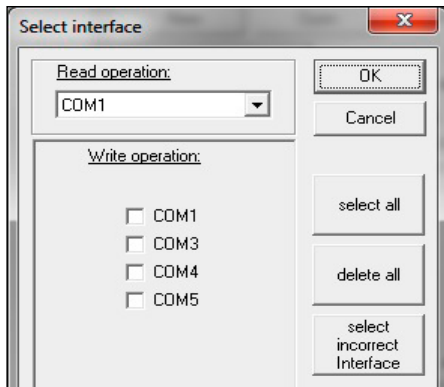 Select interface
Read operation:
COM1
OK
Cancel
Write operation:
COM1
COM3
COM4
COM5
select all
delete all
select
incorrect
Interface